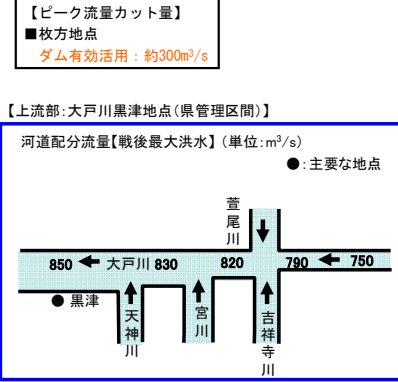 【ピーク流量カット量】
■枚方地点
ダム有効活用：約300m³/s
【上流部:大戸川黒津地点(県管理区間)】
河道配分流量【戦後最大洪水】(単位:m³/s)
●:主要な地点
萱尾川
850 大戸川 830 820 790 750
● 黒津
天神川
宮川
吉祥寺川